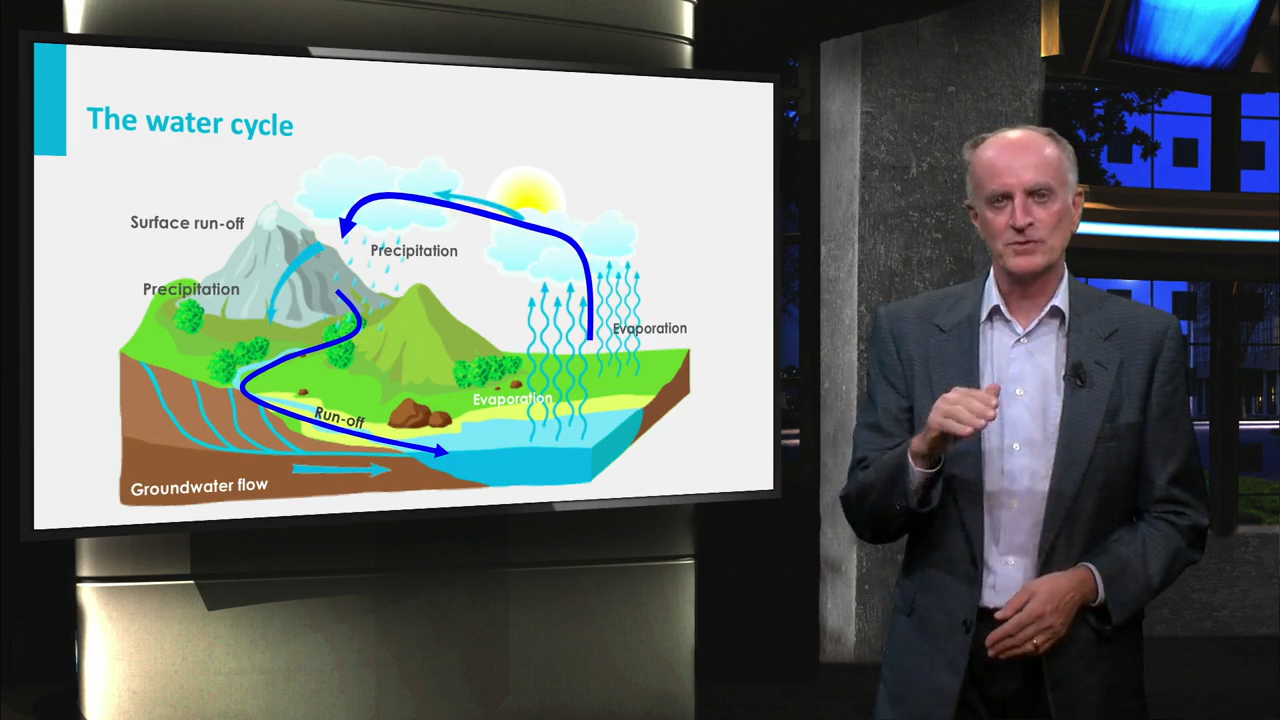 The water cycle
Surface run-off
Precipitation
Precipitation
Evaporation
Evaporation
Run-off
Groundwater flow